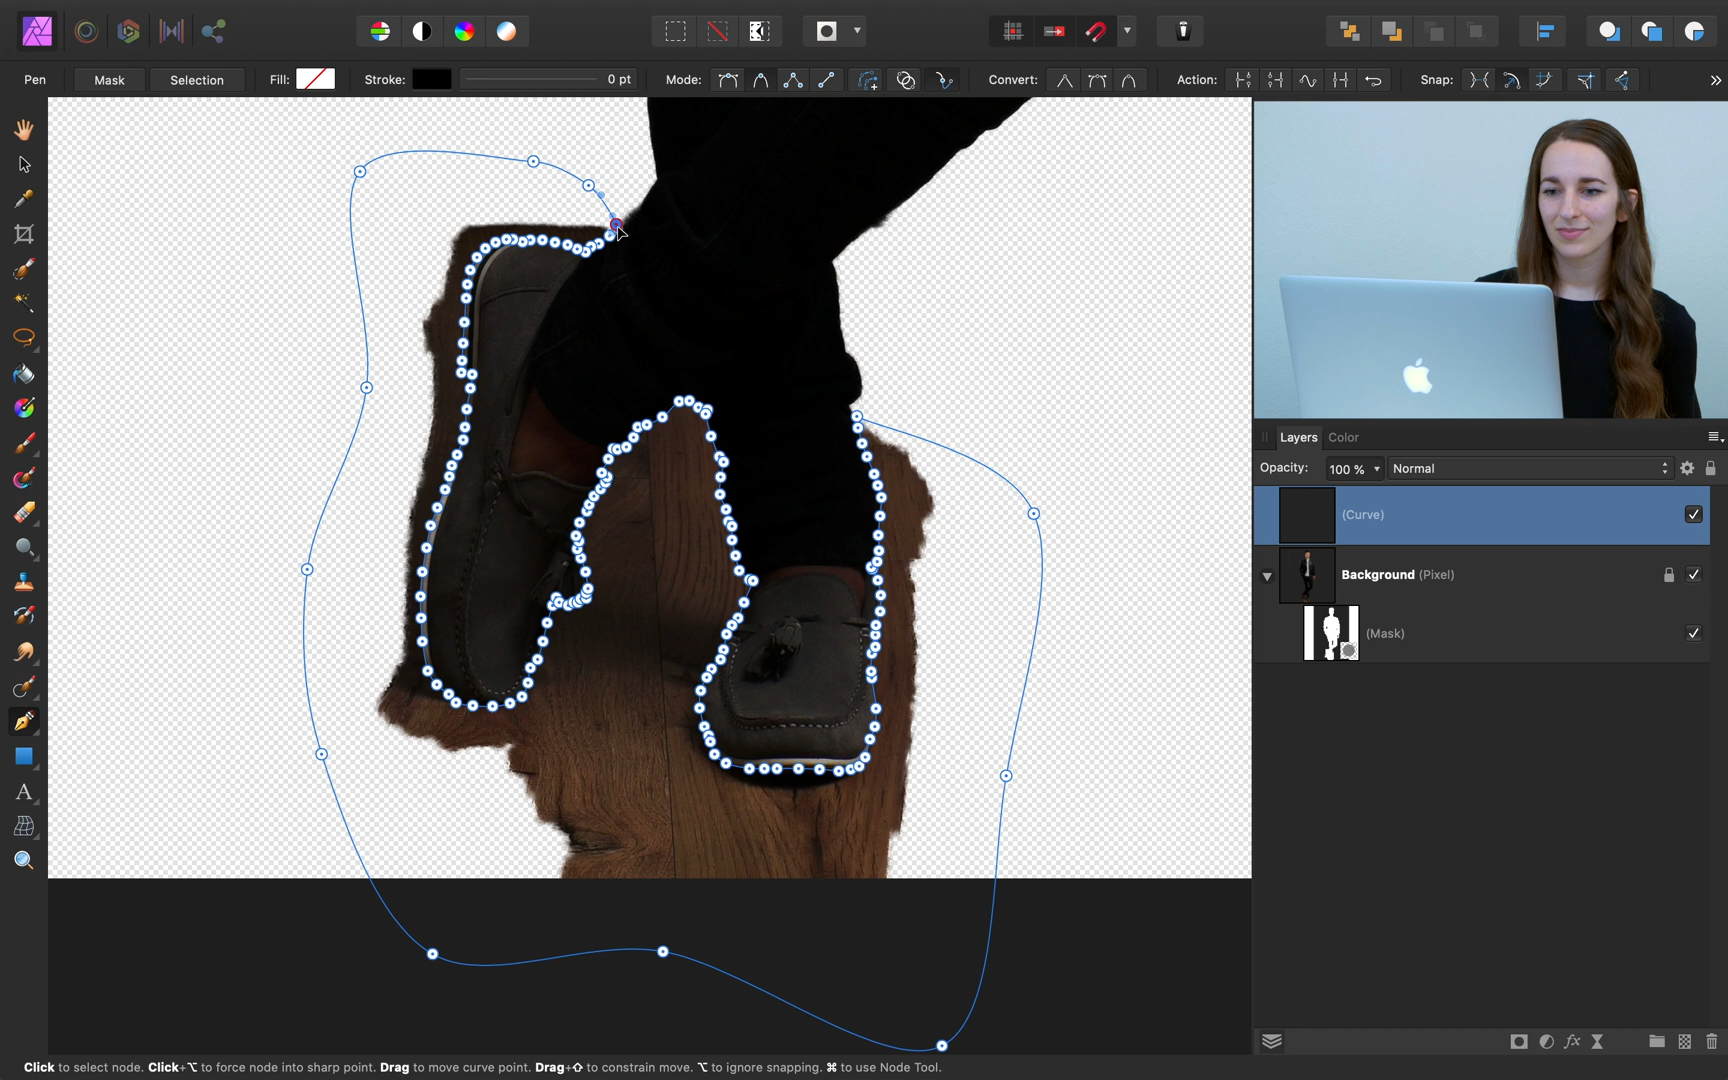 Pen Mask Selection Fill: Stroke: 0 pt Mode: Convert: Action: Snap:
Layers Color
Opacity: 100 % Normal
(Curve)
Background (Pixel)
(Mask)
Click to select node. Click+⌥ to force node into sharp point. Drag to move curve point. Drag+⇧ to constrain move. ⌥ to ignore snapping. ⌘ to use Node Tool.